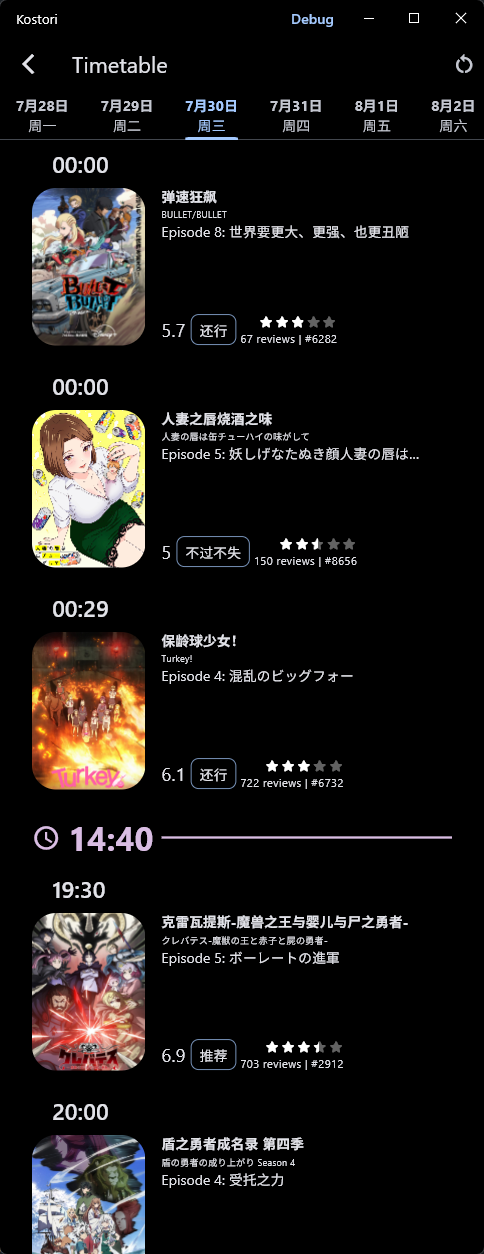 Kostori
Debug
Timetable
7月28日 7月29日 7月30日 7月31日 8月1日 8月2日
周一 周二 周三 周四 周五 周六
00:00
弹速狂飙
BULLET/BULLET
Episode 8: 世界要更大、更强、也更丑陋
BULLET
BULLET
5.7 还行
67 reviews | #6282
00:00
人妻之唇烧酒之味
人妻の唇は缶チューハイの味がして
Episode 5: 妖しげなたぬき顔人妻の唇は...
5 不过不失
150 reviews | #8656
00:29
保龄球少女!
Turkey!
Episode 4: 混乱のビッグフォー
Turkey!
6.1 还行
722 reviews | #6732
14:40
19:30
克雷瓦提斯-魔兽之王与婴儿与尸之勇者-
クレバテス-魔獣の王と赤子と屍の勇者-
Episode 5: ボーレートの進軍
クレバテス
6.9 推荐
703 reviews | #2912
20:00
盾之勇者成名录 第四季
盾の勇者の成り上がり Season 4
Episode 4: 受托之力